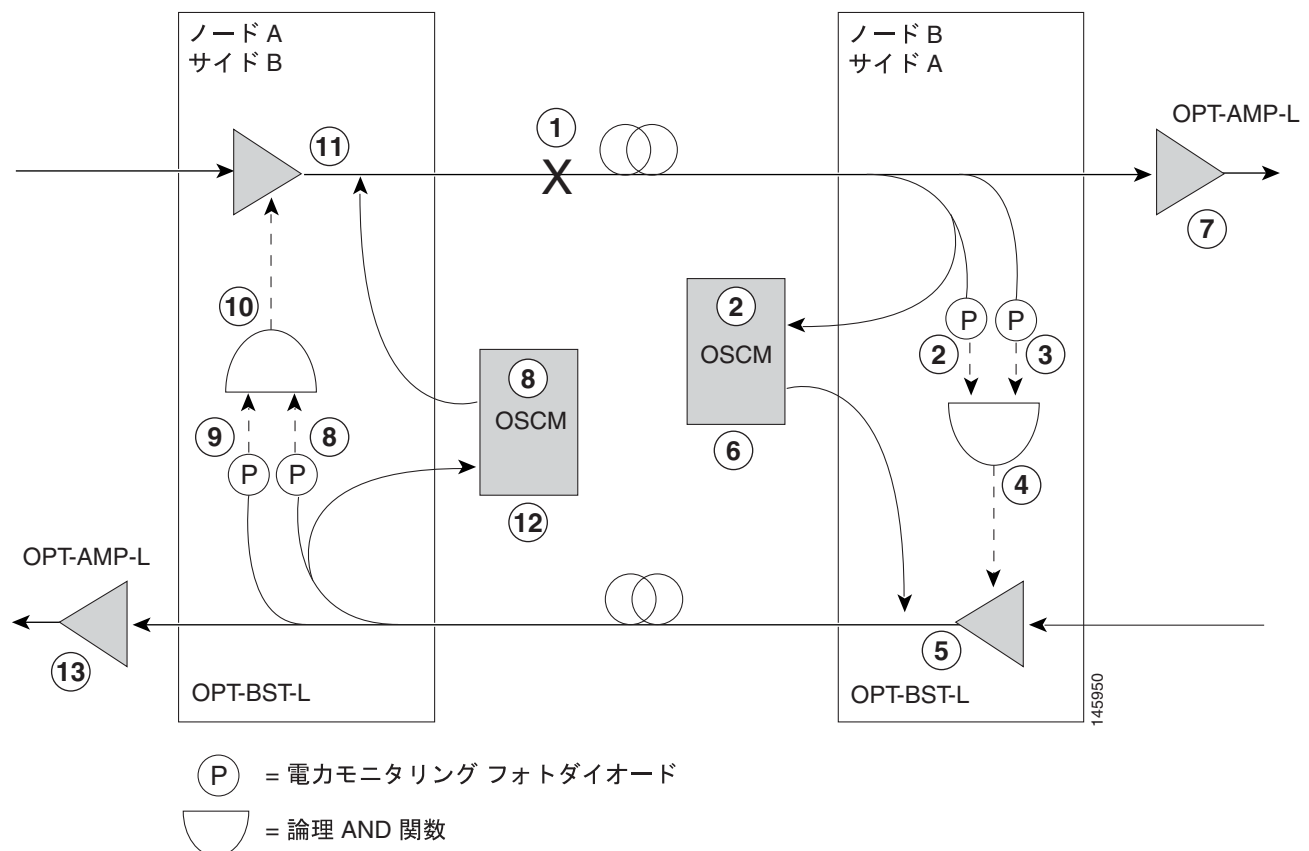 ノード A
サイド B
ノード B
サイド A
OPT-AMP-L
1
11
7
2
OSCM
P
P
2
3
10
8
OSCM
9
8
6
P
P
4
12
OPT-AMP-L
13
5
OPT-BST-L
OPT-BST-L
145950
P = 電力モニタリング フォトダイオード
= 論理 AND 関数